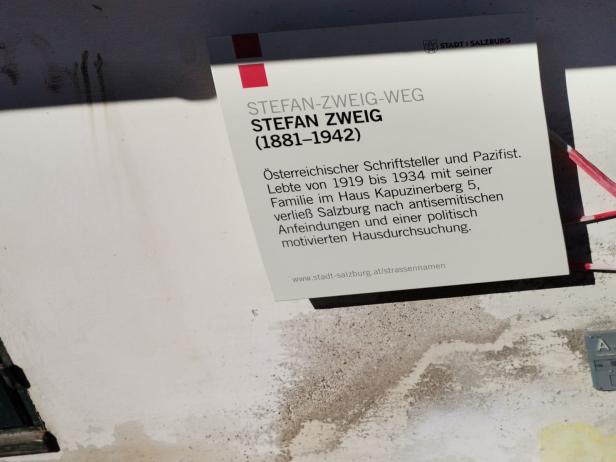 STADT : SALZBURG
STEFAN-ZWEIG-WEG
STEFAN ZWEIG
(1881–1942)
Österreichischer Schriftsteller und Pazifist.
Lebte von 1919 bis 1934 mit seiner
Familie im Haus Kapuzinerberg 5,
verließ Salzburg nach antisemitischen
Anfeindungen und einer politisch
motivierten Hausdurchsuchung.
www.stadt-salzburg.at/strassennamen
A